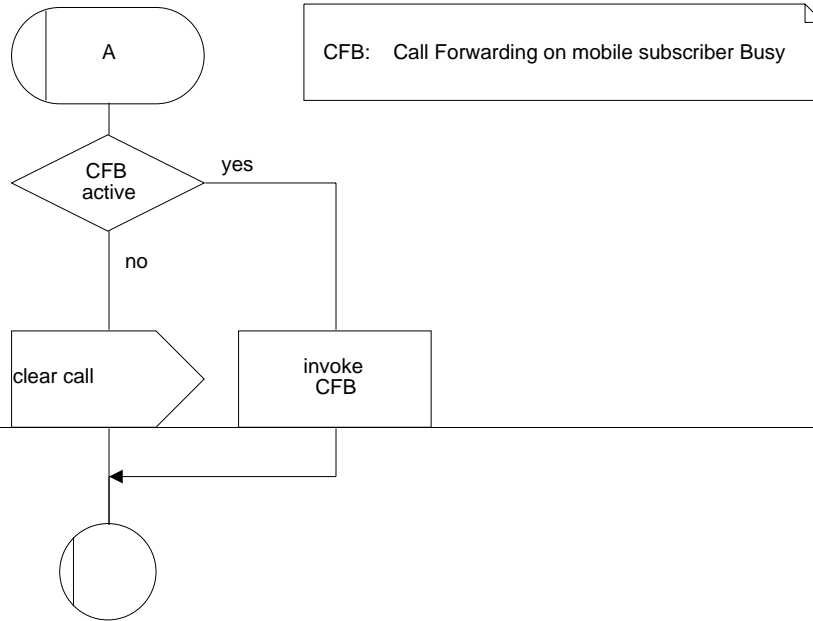 A
CFB: Call Forwarding on mobile subscriber Busy
CFB
active
yes
no
clear call
invoke
CFB